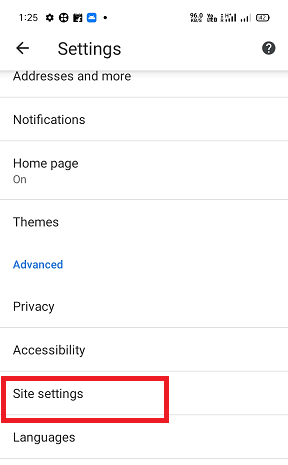 1:25
Settings
Addresses and more
Notifications
Home page
On
Themes
Advanced
Privacy
Accessibility
Site settings
Languages